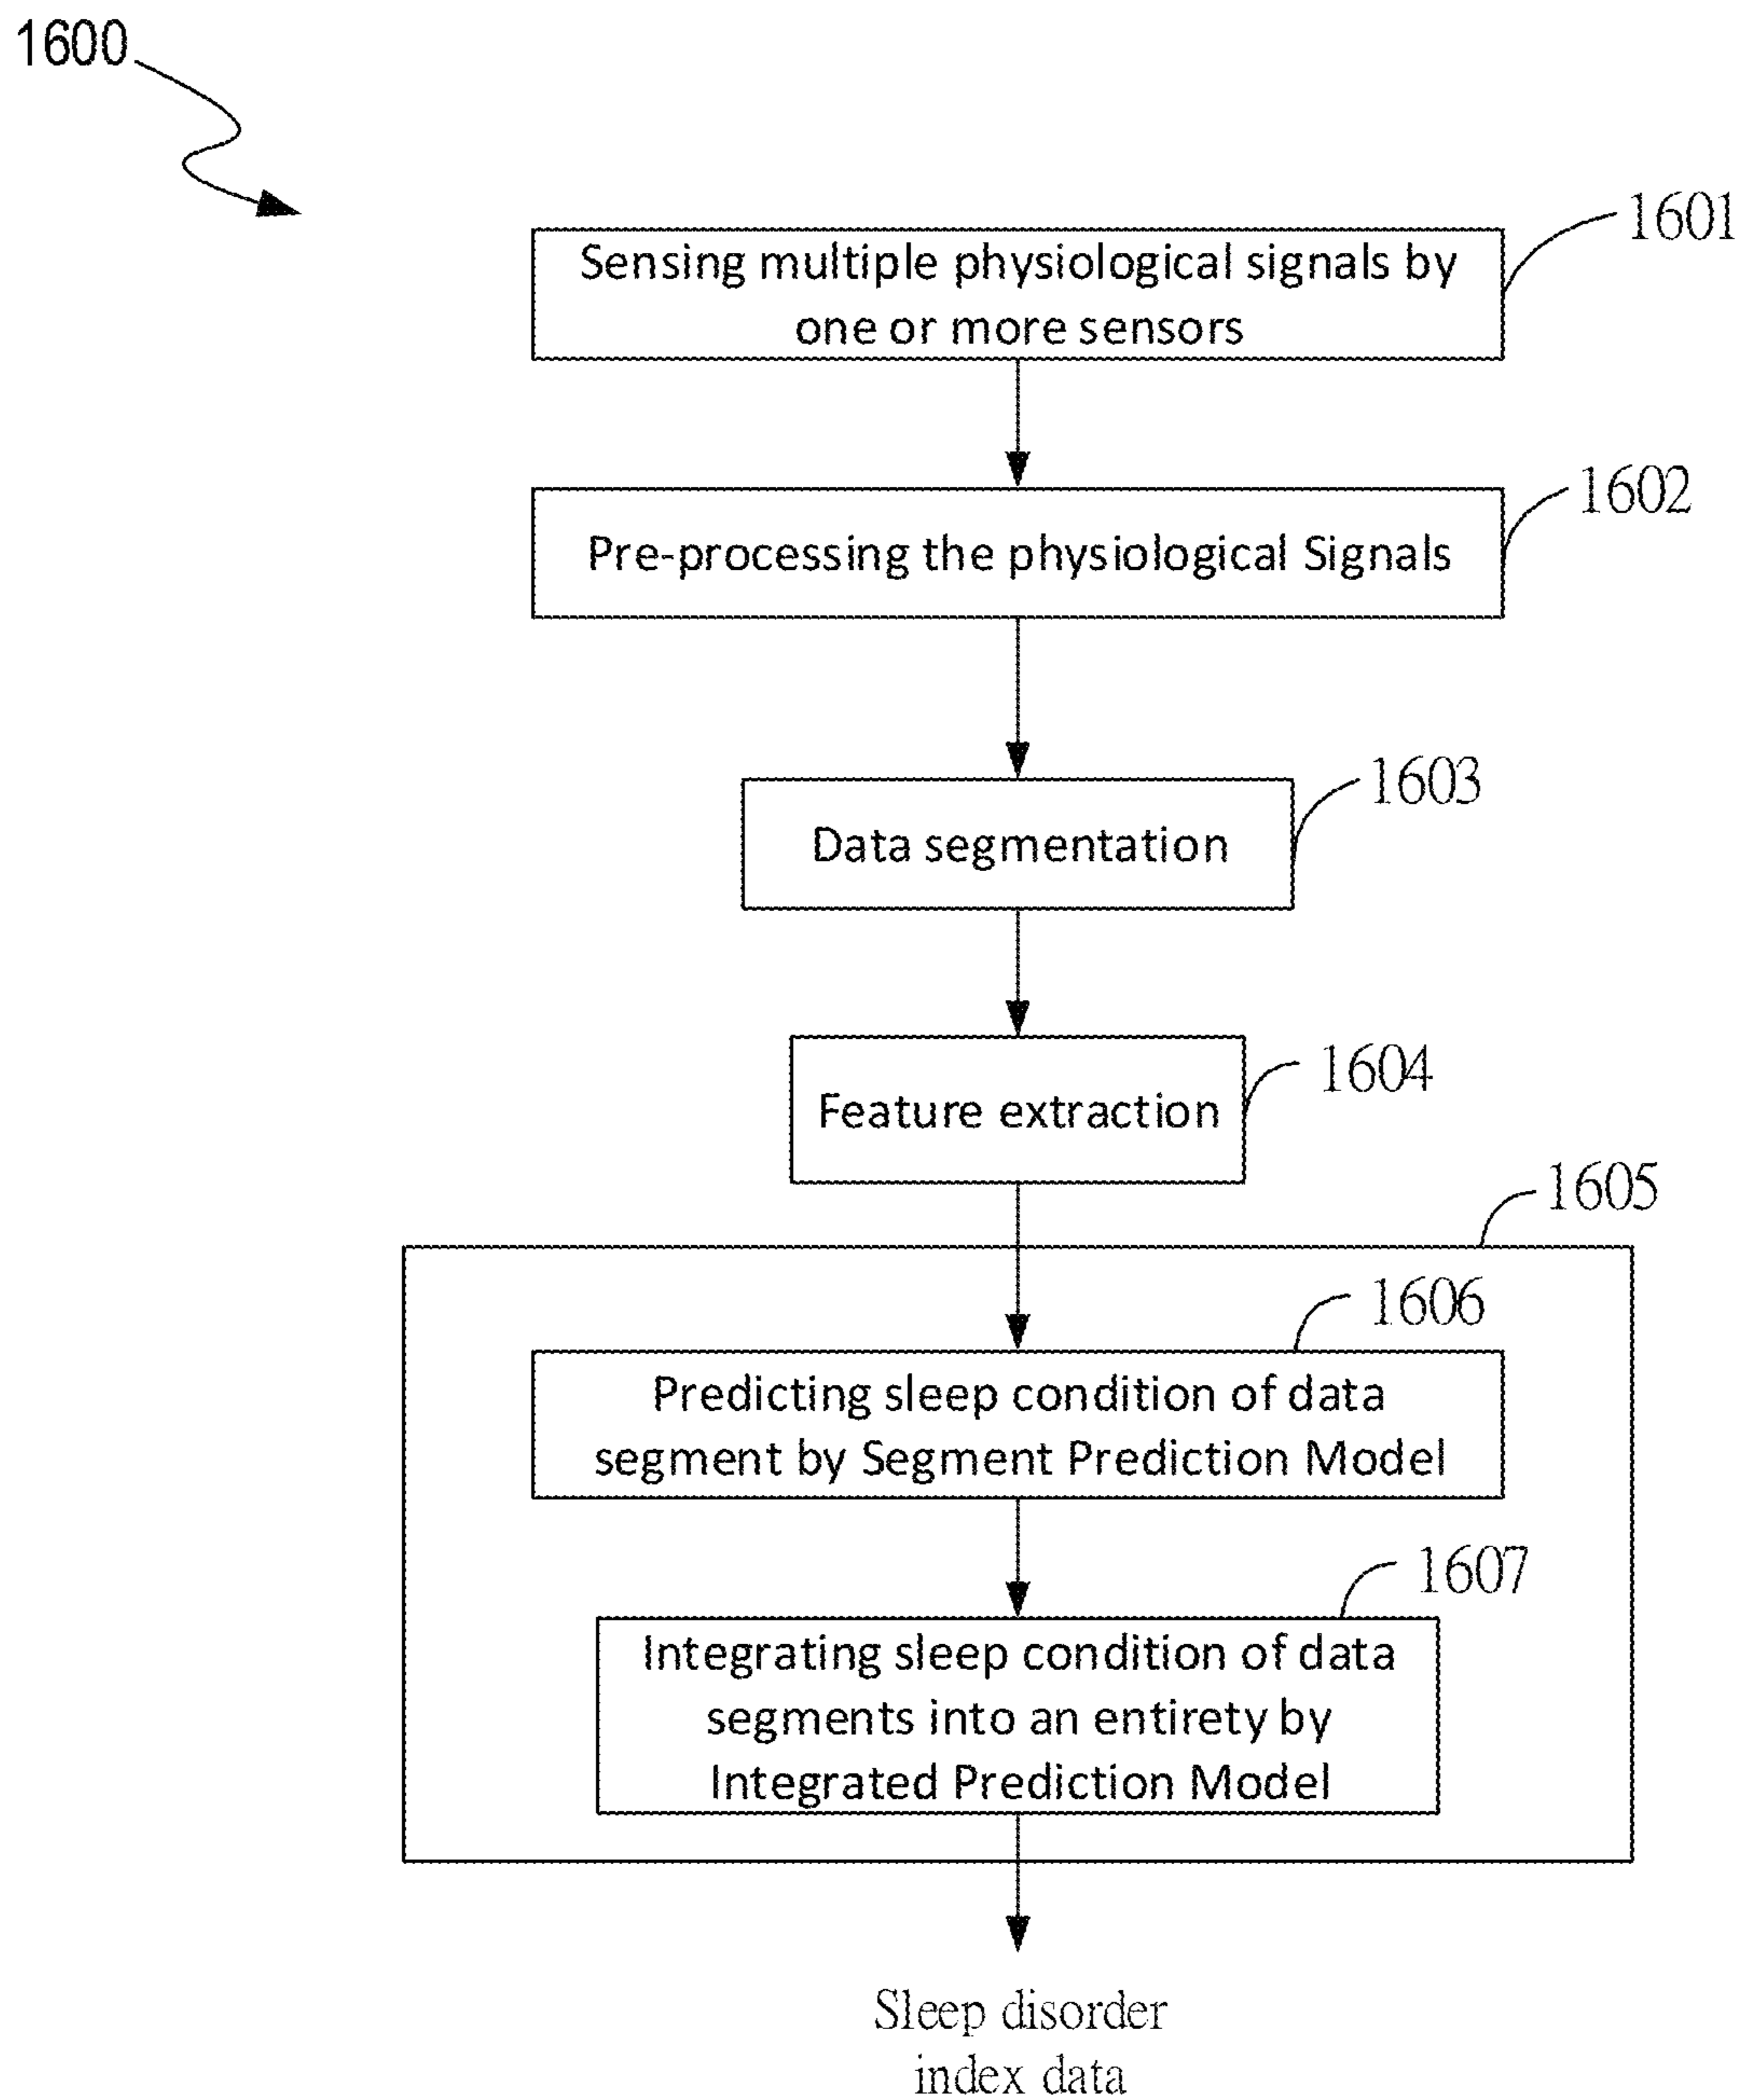 1600
1601
Sensing multiple physiological signals by
one or more sensors
1602
Pre-processing the physiological Signals
1603
Data segmentation
1604
Feature extraction
1605
1606
Predicting sleep condition of data
segment by Segment Prediction Model
1607
Integrating sleep condition of data
segments into an entirety by
Integrated Prediction Model
Sleep disorder
index data